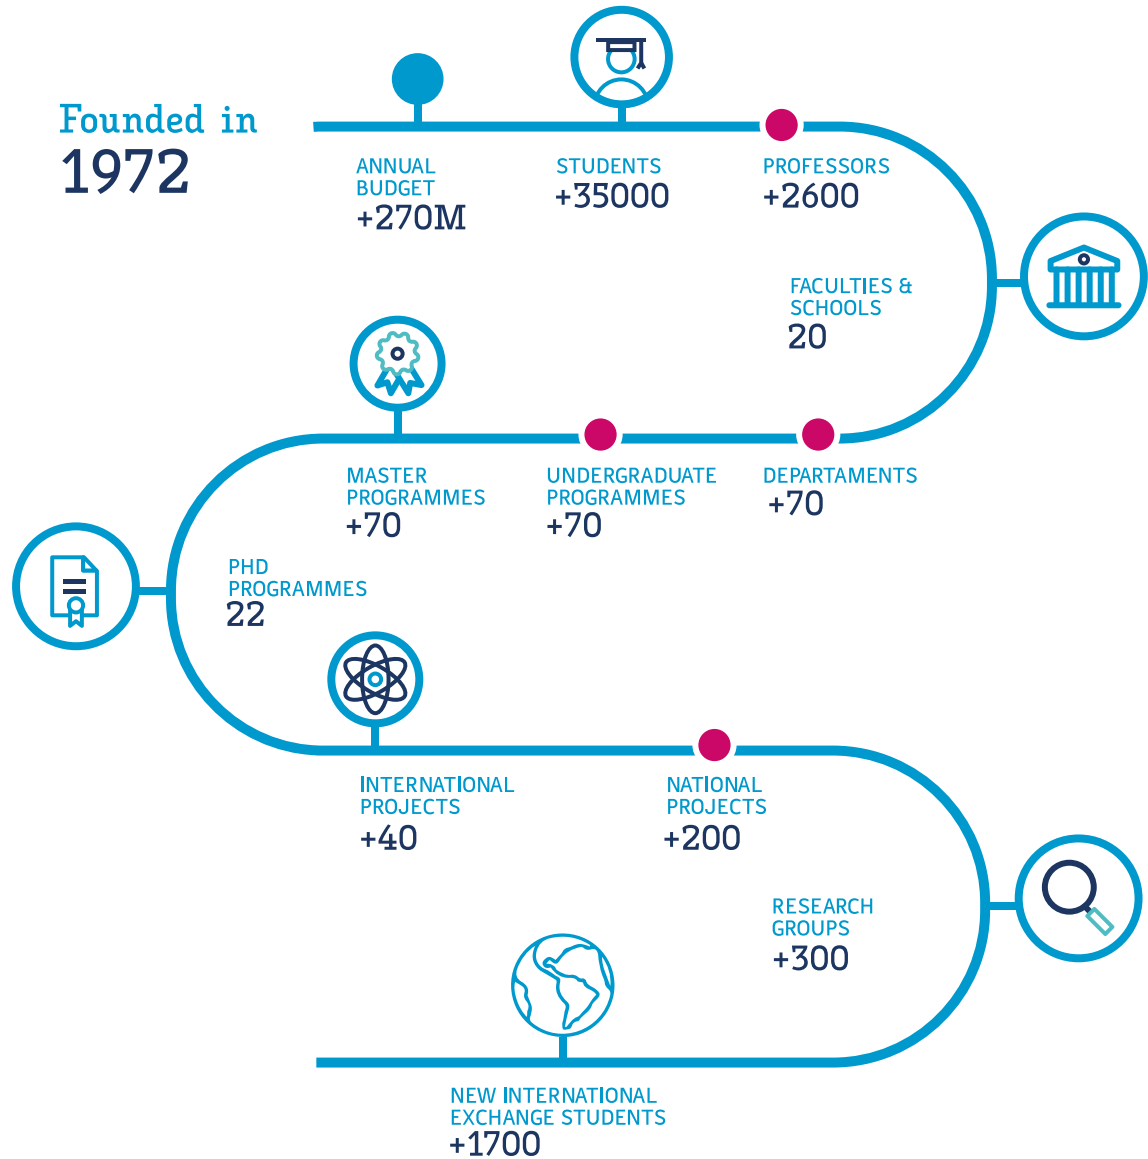 Founded in
1972
ANNUAL
BUDGET
+270M
STUDENTS
+35000
PROFESSORS
+2600
FACULTIES &
SCHOOLS
20
MASTER
PROGRAMMES
+70
UNDERGRADUATE
PROGRAMMES
+70
DEPARTAMENTS
+70
PHD
PROGRAMMES
22
INTERNATIONAL
PROJECTS
+40
NATIONAL
PROJECTS
+200
RESEARCH
GROUPS
+300
NEW INTERNATIONAL
EXCHANGE STUDENTS
+1700